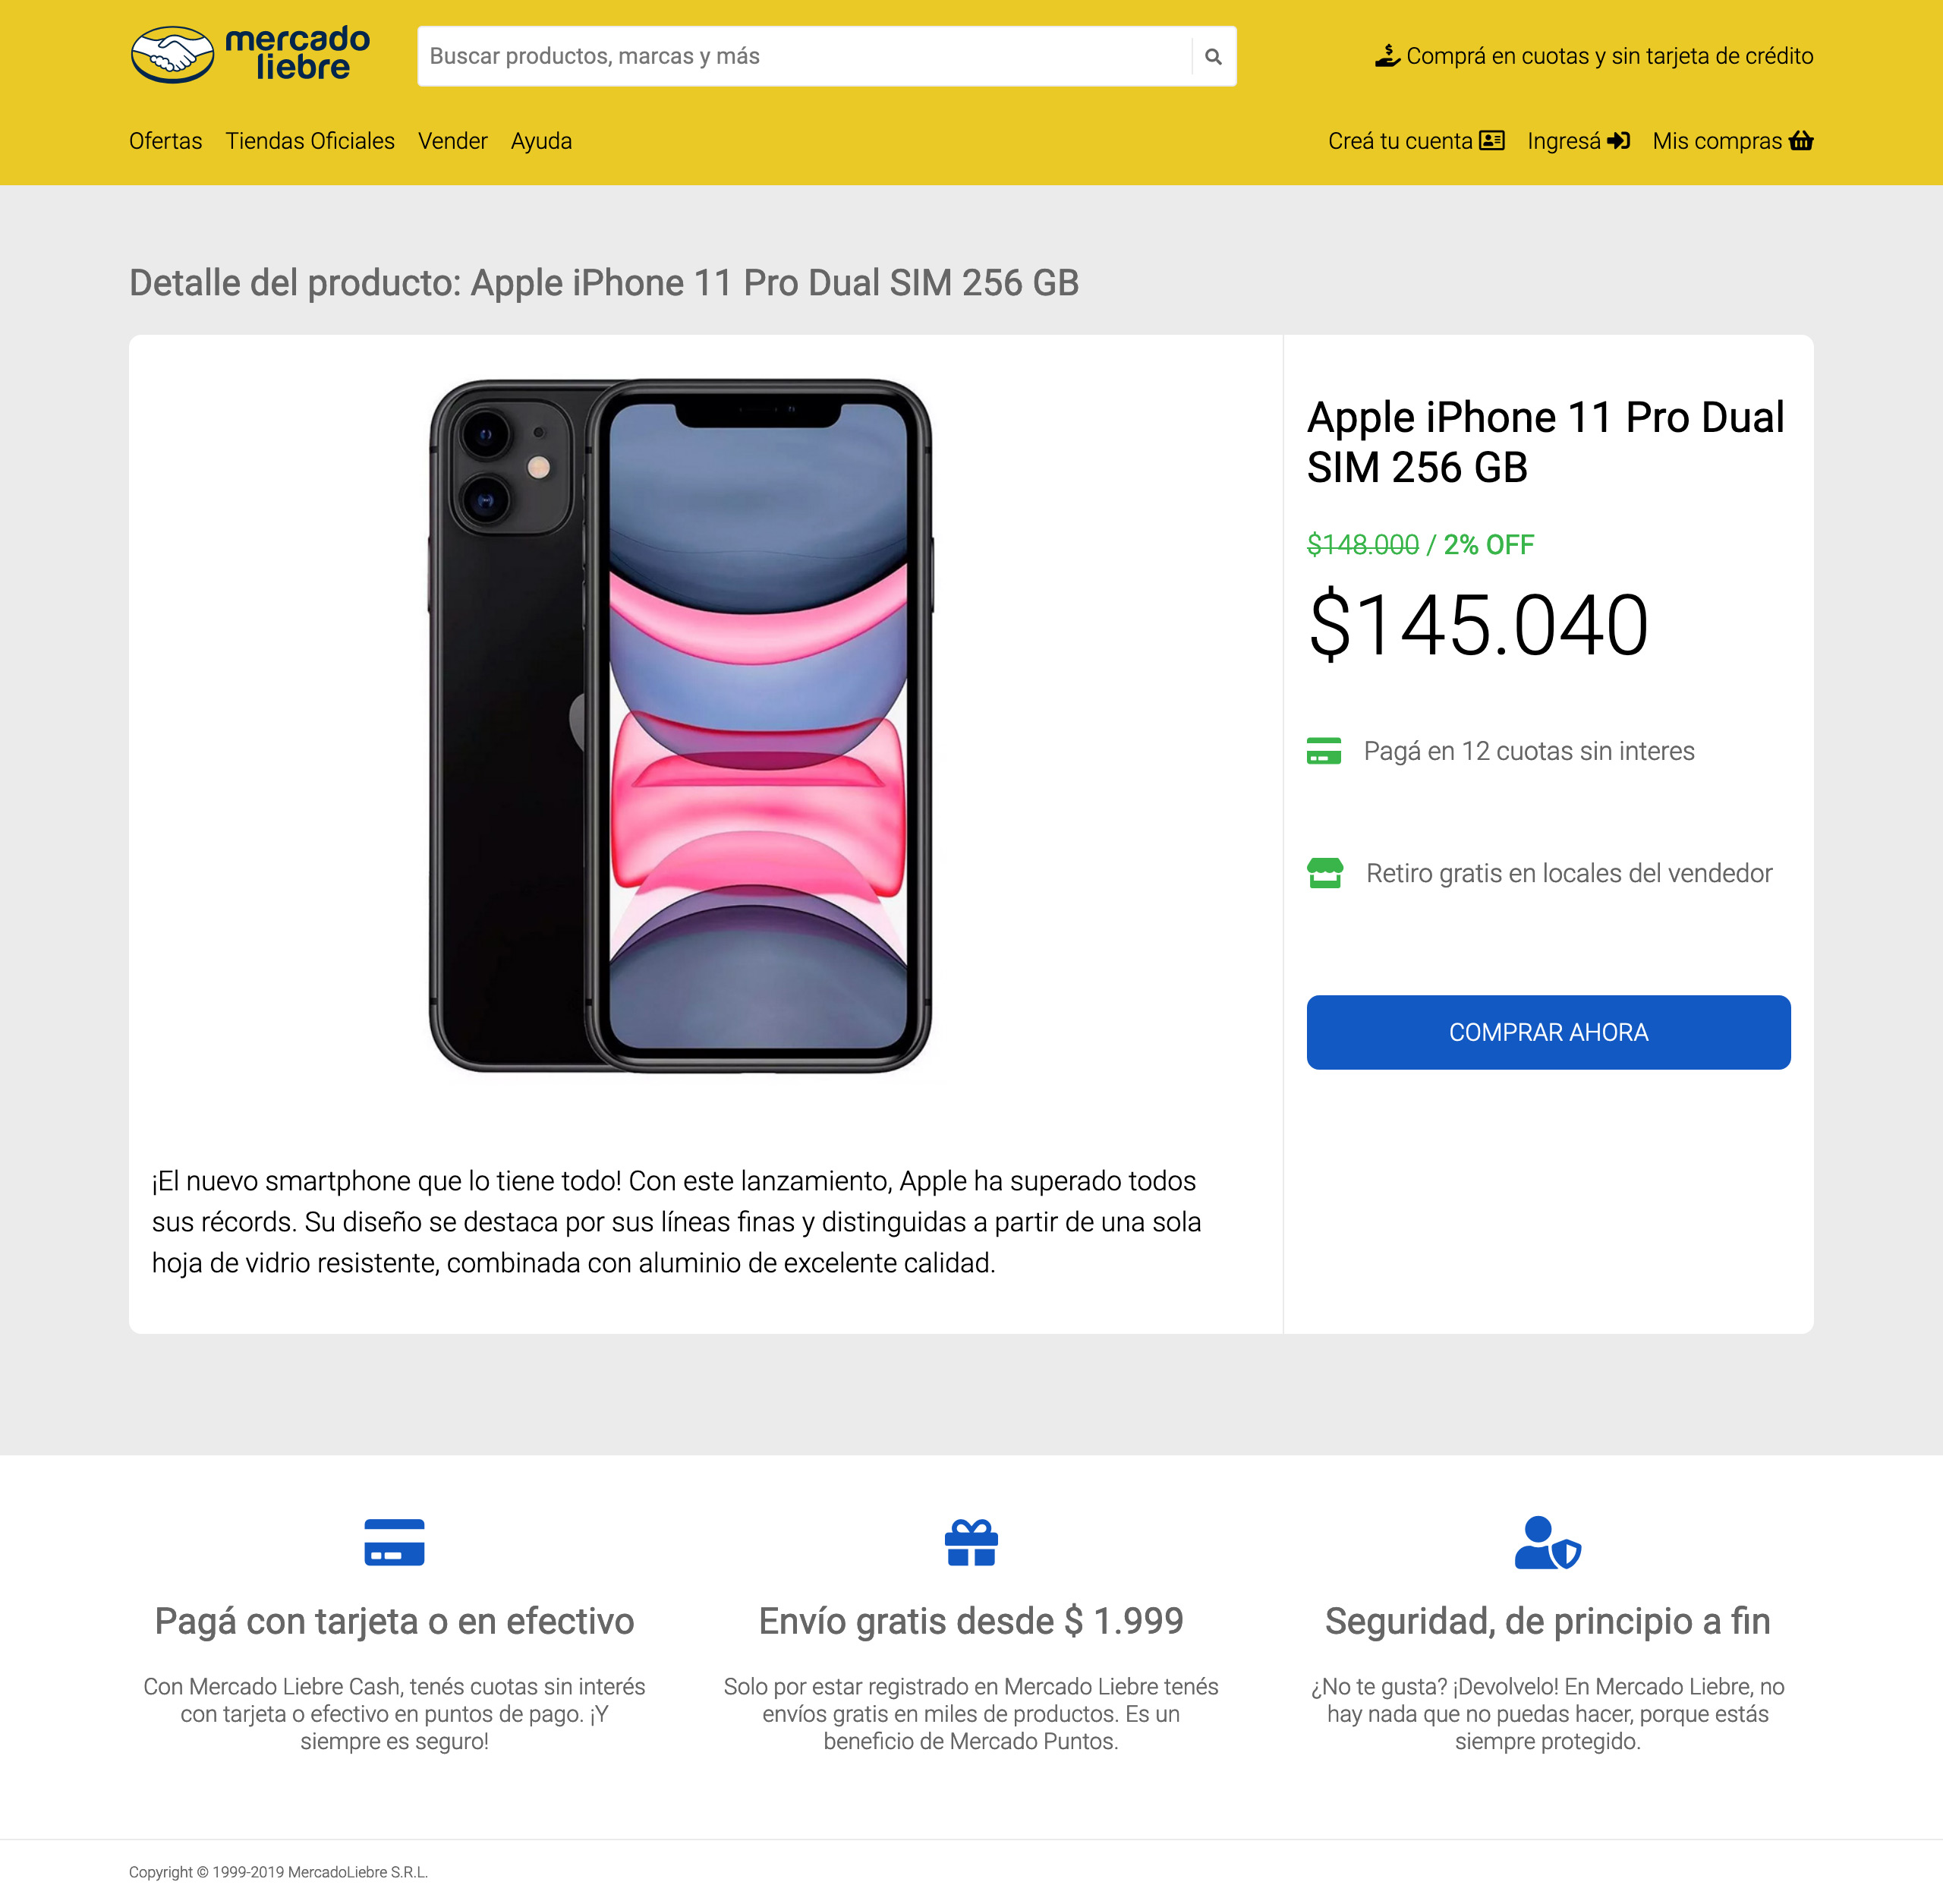 mercado
liebre
Buscar productos, marcas y más
Comprá en cuotas y sin tarjeta de crédito
Ofertas Tiendas Oficiales Vender Ayuda
Creá tu cuenta Ingresá Mis compras
Detalle del producto: Apple iPhone 11 Pro Dual SIM 256 GB
Apple iPhone 11 Pro Dual
SIM 256 GB
$148.000 / 2% OFF
$145.040
Pagá en 12 cuotas sin interes
Retiro gratis en locales del vendedor
COMPRAR AHORA
¡El nuevo smartphone que lo tiene todo! Con este lanzamiento, Apple ha superado todos
sus récords. Su diseño se destaca por sus líneas finas y distinguidas a partir de una sola
hoja de vidrio resistente, combinada con aluminio de excelente calidad.
Pagá con tarjeta o en efectivo
Con Mercado Liebre Cash, tenés cuotas sin interés
con tarjeta o efectivo en puntos de pago. ¡Y
siempre es seguro!
Envío gratis desde $ 1.999
Solo por estar registrado en Mercado Liebre tenés
envíos gratis en miles de productos. Es un
beneficio de Mercado Puntos.
Seguridad, de principio a fin
¿No te gusta? ¡Devolvelo! En Mercado Liebre, no
hay nada que no puedas hacer, porque estás
siempre protegido.
Copyright © 1999-2019 MercadoLiebre S.R.L.